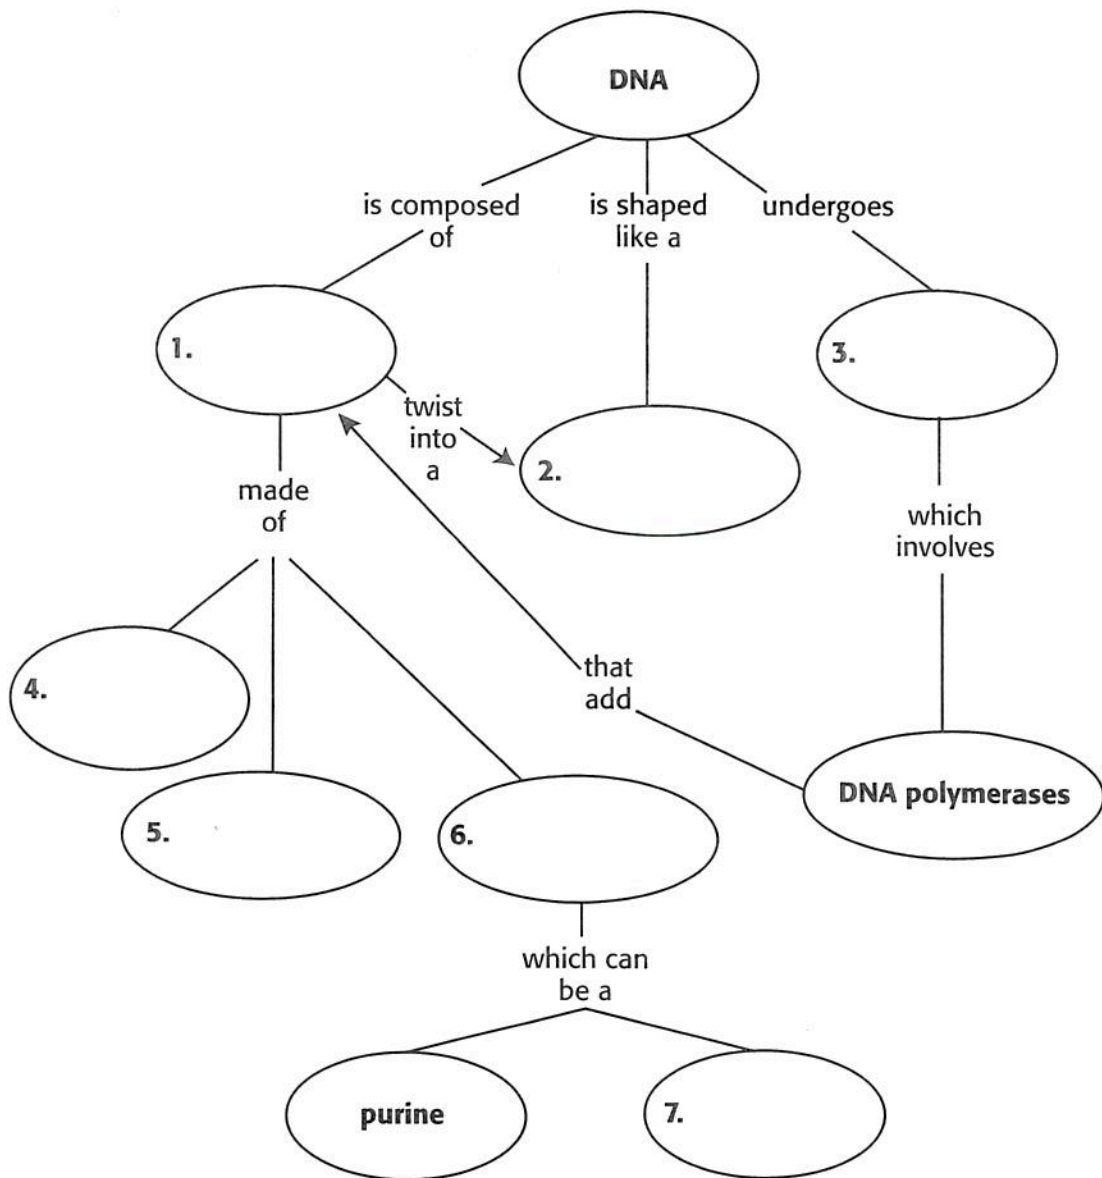 DNA
is composed
of
is shaped
like a
undergoes
1.
3.
twist
into
a
2.
made
of
which
involves
4.
that
add
5.
6.
DNA polymerases
which can
be a
purine
7.